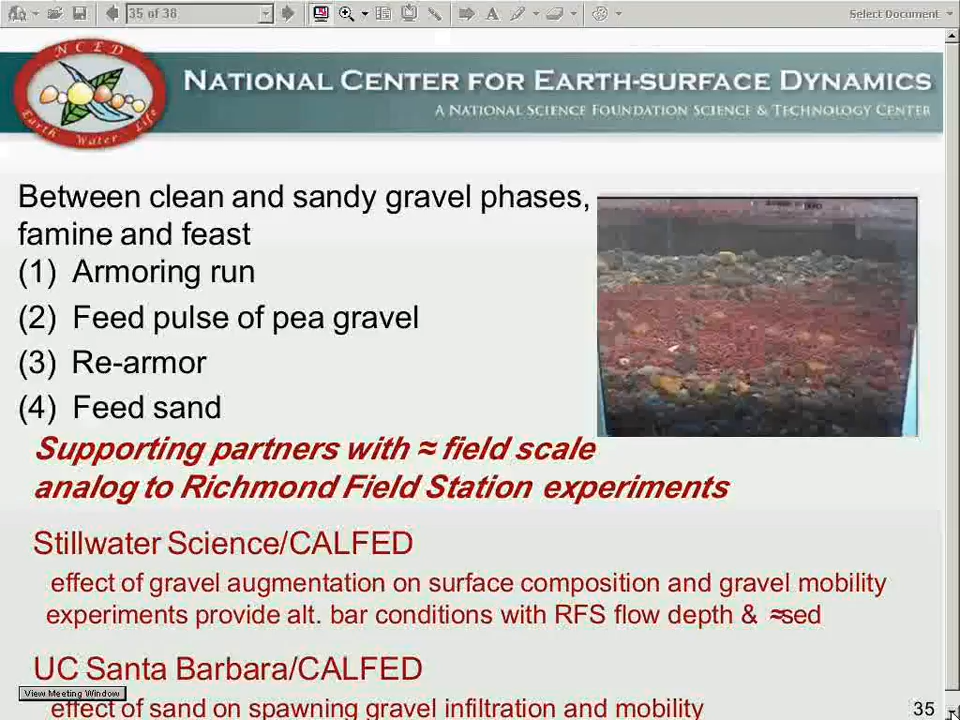 35 of 38
Select Document
NCED
Earth Water Life
NATIONAL CENTER FOR EARTH-SURFACE DYNAMICS
A NATIONAL SCIENCE FOUNDATION SCIENCE & TECHNOLOGY CENTER
Between clean and sandy gravel phases,
famine and feast
(1) Armoring run
(2) Feed pulse of pea gravel
(3) Re-armor
(4) Feed sand
Supporting partners with ≈ field scale
analog to Richmond Field Station experiments
Stillwater Science/CALFED
effect of gravel augmentation on surface composition and gravel mobility
experiments provide alt. bar conditions with RFS flow depth & ≈sed
UC Santa Barbara/CALFED
View Meeting Window
effect of sand on spawning gravel infiltration and mobility
35